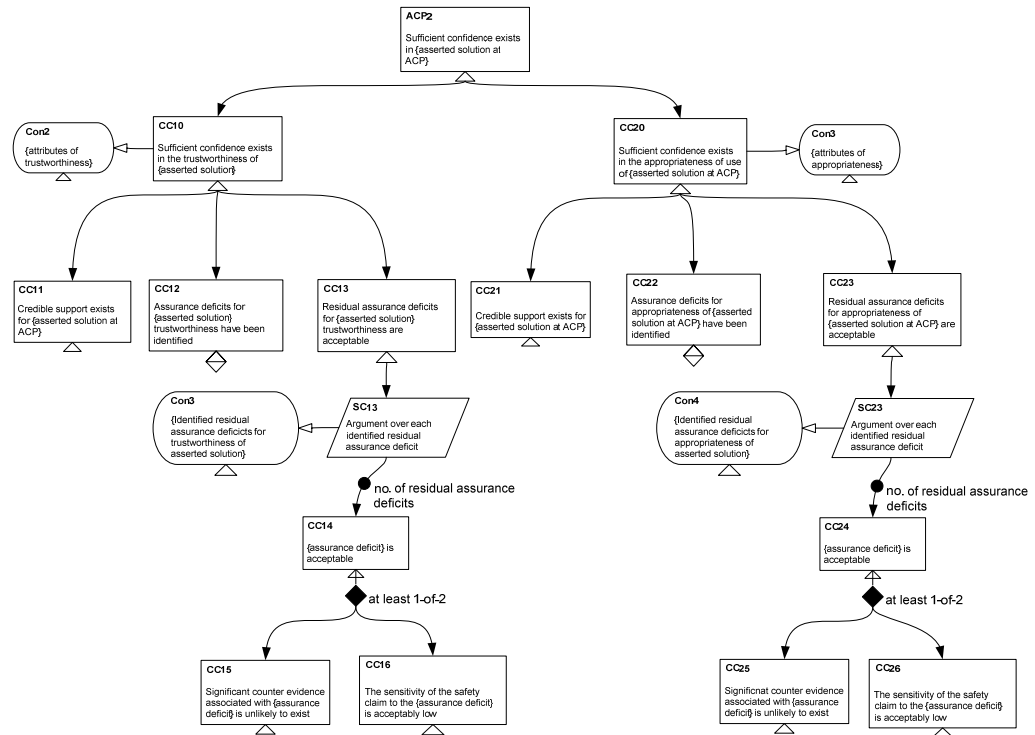 ACP2
Sufficient confidence exists
in {asserted solution at
ACP}
Con2
{attributes of
trustworthiness}
CC10
Sufficient confidence exists
in the trustworthiness of
{asserted solution}
CC20
Sufficient confidence exists
in the appropriateness of use
of {asserted solution at ACP}
Con3
{attributes of
appropriateness}
CC11
Credible support exists
for {asserted solution at
ACP}
CC12
Assurance deficits for
{asserted solution}
trustworthiness have been
identified
CC13
Residual assurance deficits
for {asserted solution}
trustworthiness are
acceptable
CC21
Credible support exists for
{asserted solution at ACP}
CC22
Assurance deficits for
appropriateness of {asserted
solution at ACP} have been
identified
CC23
Residual assurance deficits
for appropriateness of
{asserted solution at ACP} are
acceptable
Con3
{Identified residual
assurance deficicts for
trustworthiness of
asserted solution}
SC13
Argument over each
identified residual
assurance deficit
Con4
{Identified residual
assurance deficicts for
appropriateness of
asserted solution}
SC23
Argument over each
identified residual
assurance deficit
no. of residual assurance
deficits
no. of residual assurance
deficits
CC14
{assurance deficit} is
acceptable
CC24
{assurance deficit} is
acceptable
at least 1-of-2
at least 1-of-2
CC15
Significant counter evidence
associated with {assurance
deficit} is unlikely to exist
CC16
The sensitivity of the safety
claim to the {assurance deficit}
is acceptably low
CC25
Significnat counter evidence
associated with {assurance
deficit} is unlikely to exist
CC26
The sensitivity of the safety
claim to the {assurance deficit}
is acceptably low